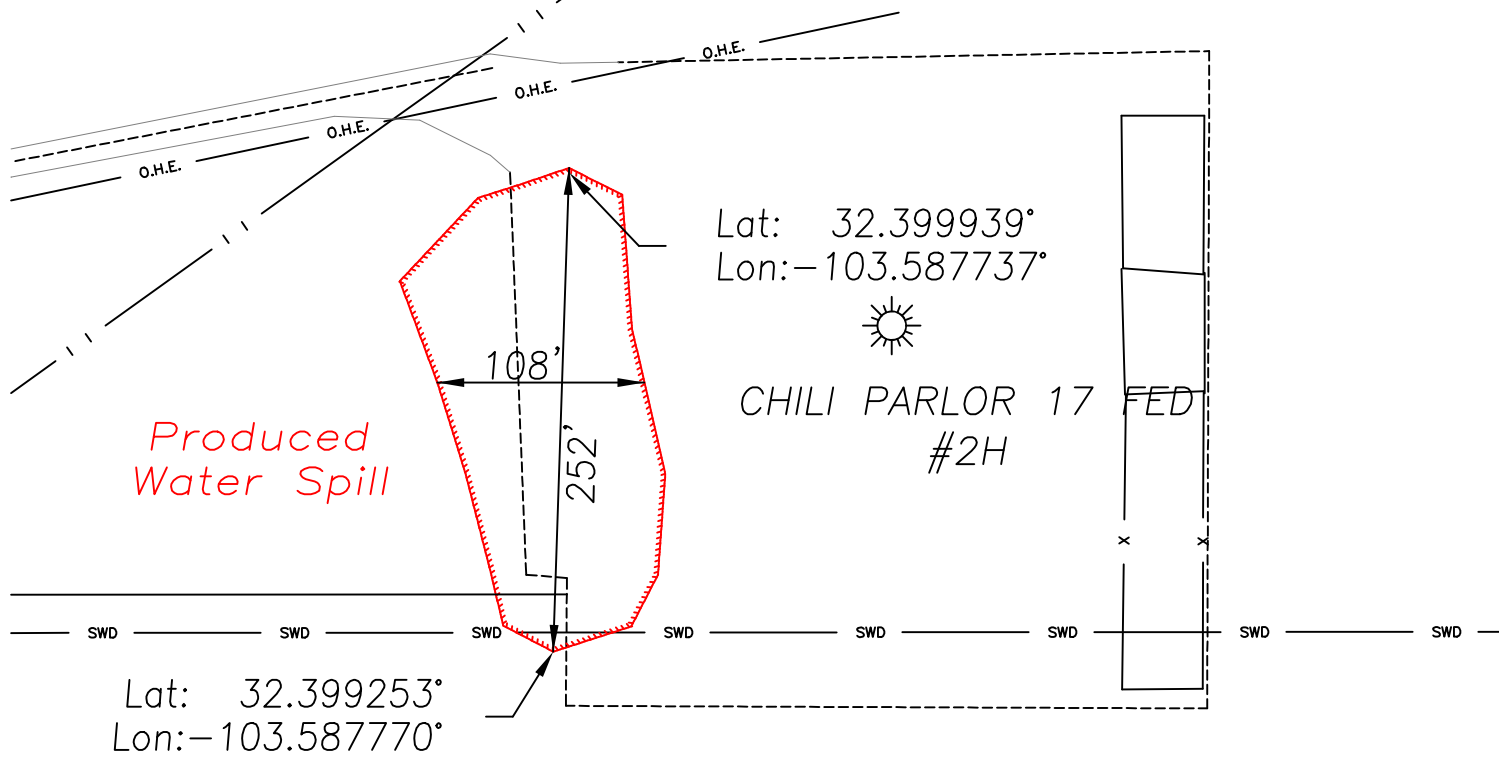 O.H.E.
O.H.E.
O.H.E.
O.H.E.
Lat: 32.399939°
Lon:-103.587737°
108'
252'
CHILI PARLOR 17 FED
#2H
Produced
Water Spill
x x
SWD SWD SWD SWD SWD SWD SWD SWD
Lat: 32.399253°
Lon:-103.587770°